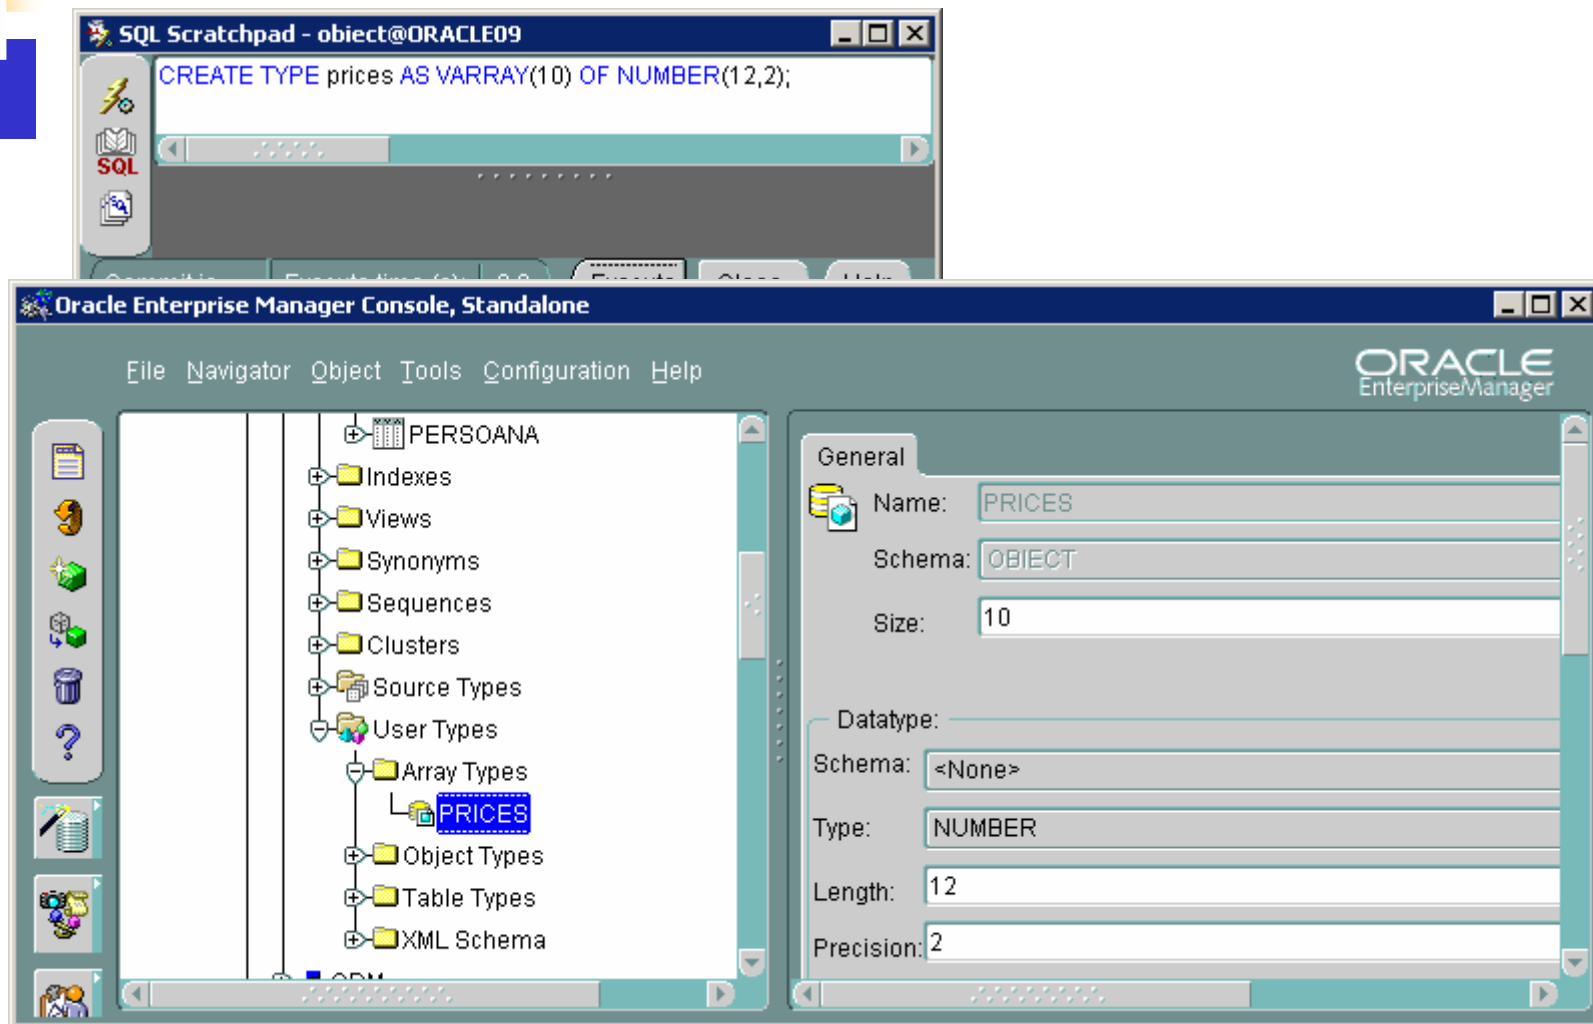 SQL Scratchpad - obiect@ORACLE09
CREATE TYPE prices AS VARRAY(10) OF NUMBER(12,2);
SQL
Oracle Enterprise Manager Console, Standalone
File Navigator Object Tools Configuration Help
ORACLE
EnterpriseManager
PERSOANA
Indexes
Views
Synonyms
Sequences
Clusters
Source Types
User Types
Array Types
PRICES
Object Types
Table Types
XML Schema
General
Name: PRICES
Schema: OBIECT
Size: 10
Datatype:
Schema: <None>
Type: NUMBER
Length: 12
Precision: 2